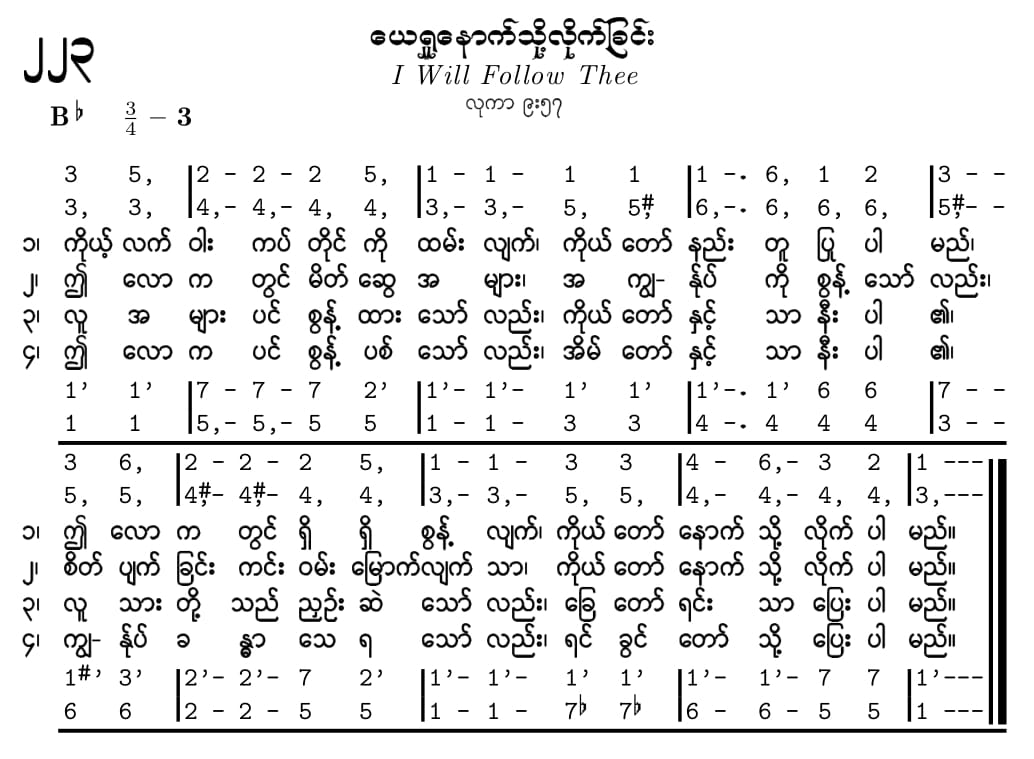 ၂၂၃
ယေရှူနောက်သို့လိုက်ခြင်း
I Will Follow Thee
လုကာ ၉:၅၇
B♭ 3/4 – 3
3 5, |2 - 2 - 2 5, |1 - 1 - 1 1 |1 -. 6, 1 2 |3 - -
3, 3, |4,- 4,- 4, 4, |3,- 3,- 5, 5#, |6,-. 6, 6, 6, |5#,- -
၁၊ ကိုယ့် လက် ဝါး ကပ် တိုင် ကို ထမ်း လျက်၊ ကိုယ် တော် နည်း တူ ပြု ပါ မည်၊
၂၊ ဤ လော က တွင် မိတ် ဆွေ အ များ၊ အ ကျွ- န်ုပ် ကို စွန့် သော် လည်း၊
၃၊ လူ အ များ ပင် စွန့် ထား သော် လည်း၊ ကိုယ် တော် နှင့် သာ နီး ပါ ၏၊
၄၊ ဤ လော က ပင် စွန့် ပစ် သော် လည်း၊ အိမ် တော် နှင့် သာ နီး ပါ ၏၊
1’ 1’ |7 - 7 - 7 2’ |1’- 1’- 1’ 1’ |1’-. 1’ 6 6 |7 - -
1 1 |5,- 5,- 5 5 |1 - 1 - 3 3 |4 -. 4 4 4 |3 - -
3 6, |2 - 2 - 2 5, |1 - 1 - 3 3 |4 - 6,- 3 2 |1 ---
5, 5, |4#,- 4#,- 4, 4, |3,- 3,- 5, 5, |4,- 4,- 4, 4, |3,---
၁၊ ဤ လော က တွင် ရှိ ရှိ စွန့် လျက်၊ ကိုယ် တော် နောက် သို့ လိုက် ပါ မည်။
၂၊ စိတ် ပျက် ခြင်း ကင်း ဝမ်း မြောက်လျက် သာ၊ ကိုယ် တော် နောက် သို့ လိုက် ပါ မည်။
၃၊ လူ သား တို့ သည် ညှဉ်း ဆဲ သော် လည်း၊ ခြေ တော် ရင်း သာ ပြေး ပါ မည်။
၄၊ ကျွ- န်ုပ် ခ န္ဓာ သေ ရ သော် လည်း၊ ရင် ခွင် တော် သို့ ပြေး ပါ မည်။
1#’ 3’ |2’- 2’- 7 2’ |1’- 1’- 1’ 1’ |1’- 1’- 7 7 |1’---
6 6 |2 - 2 - 5 5 |1 - 1 - 7♭ 7♭ |6 - 6 - 5 5 |1 ---